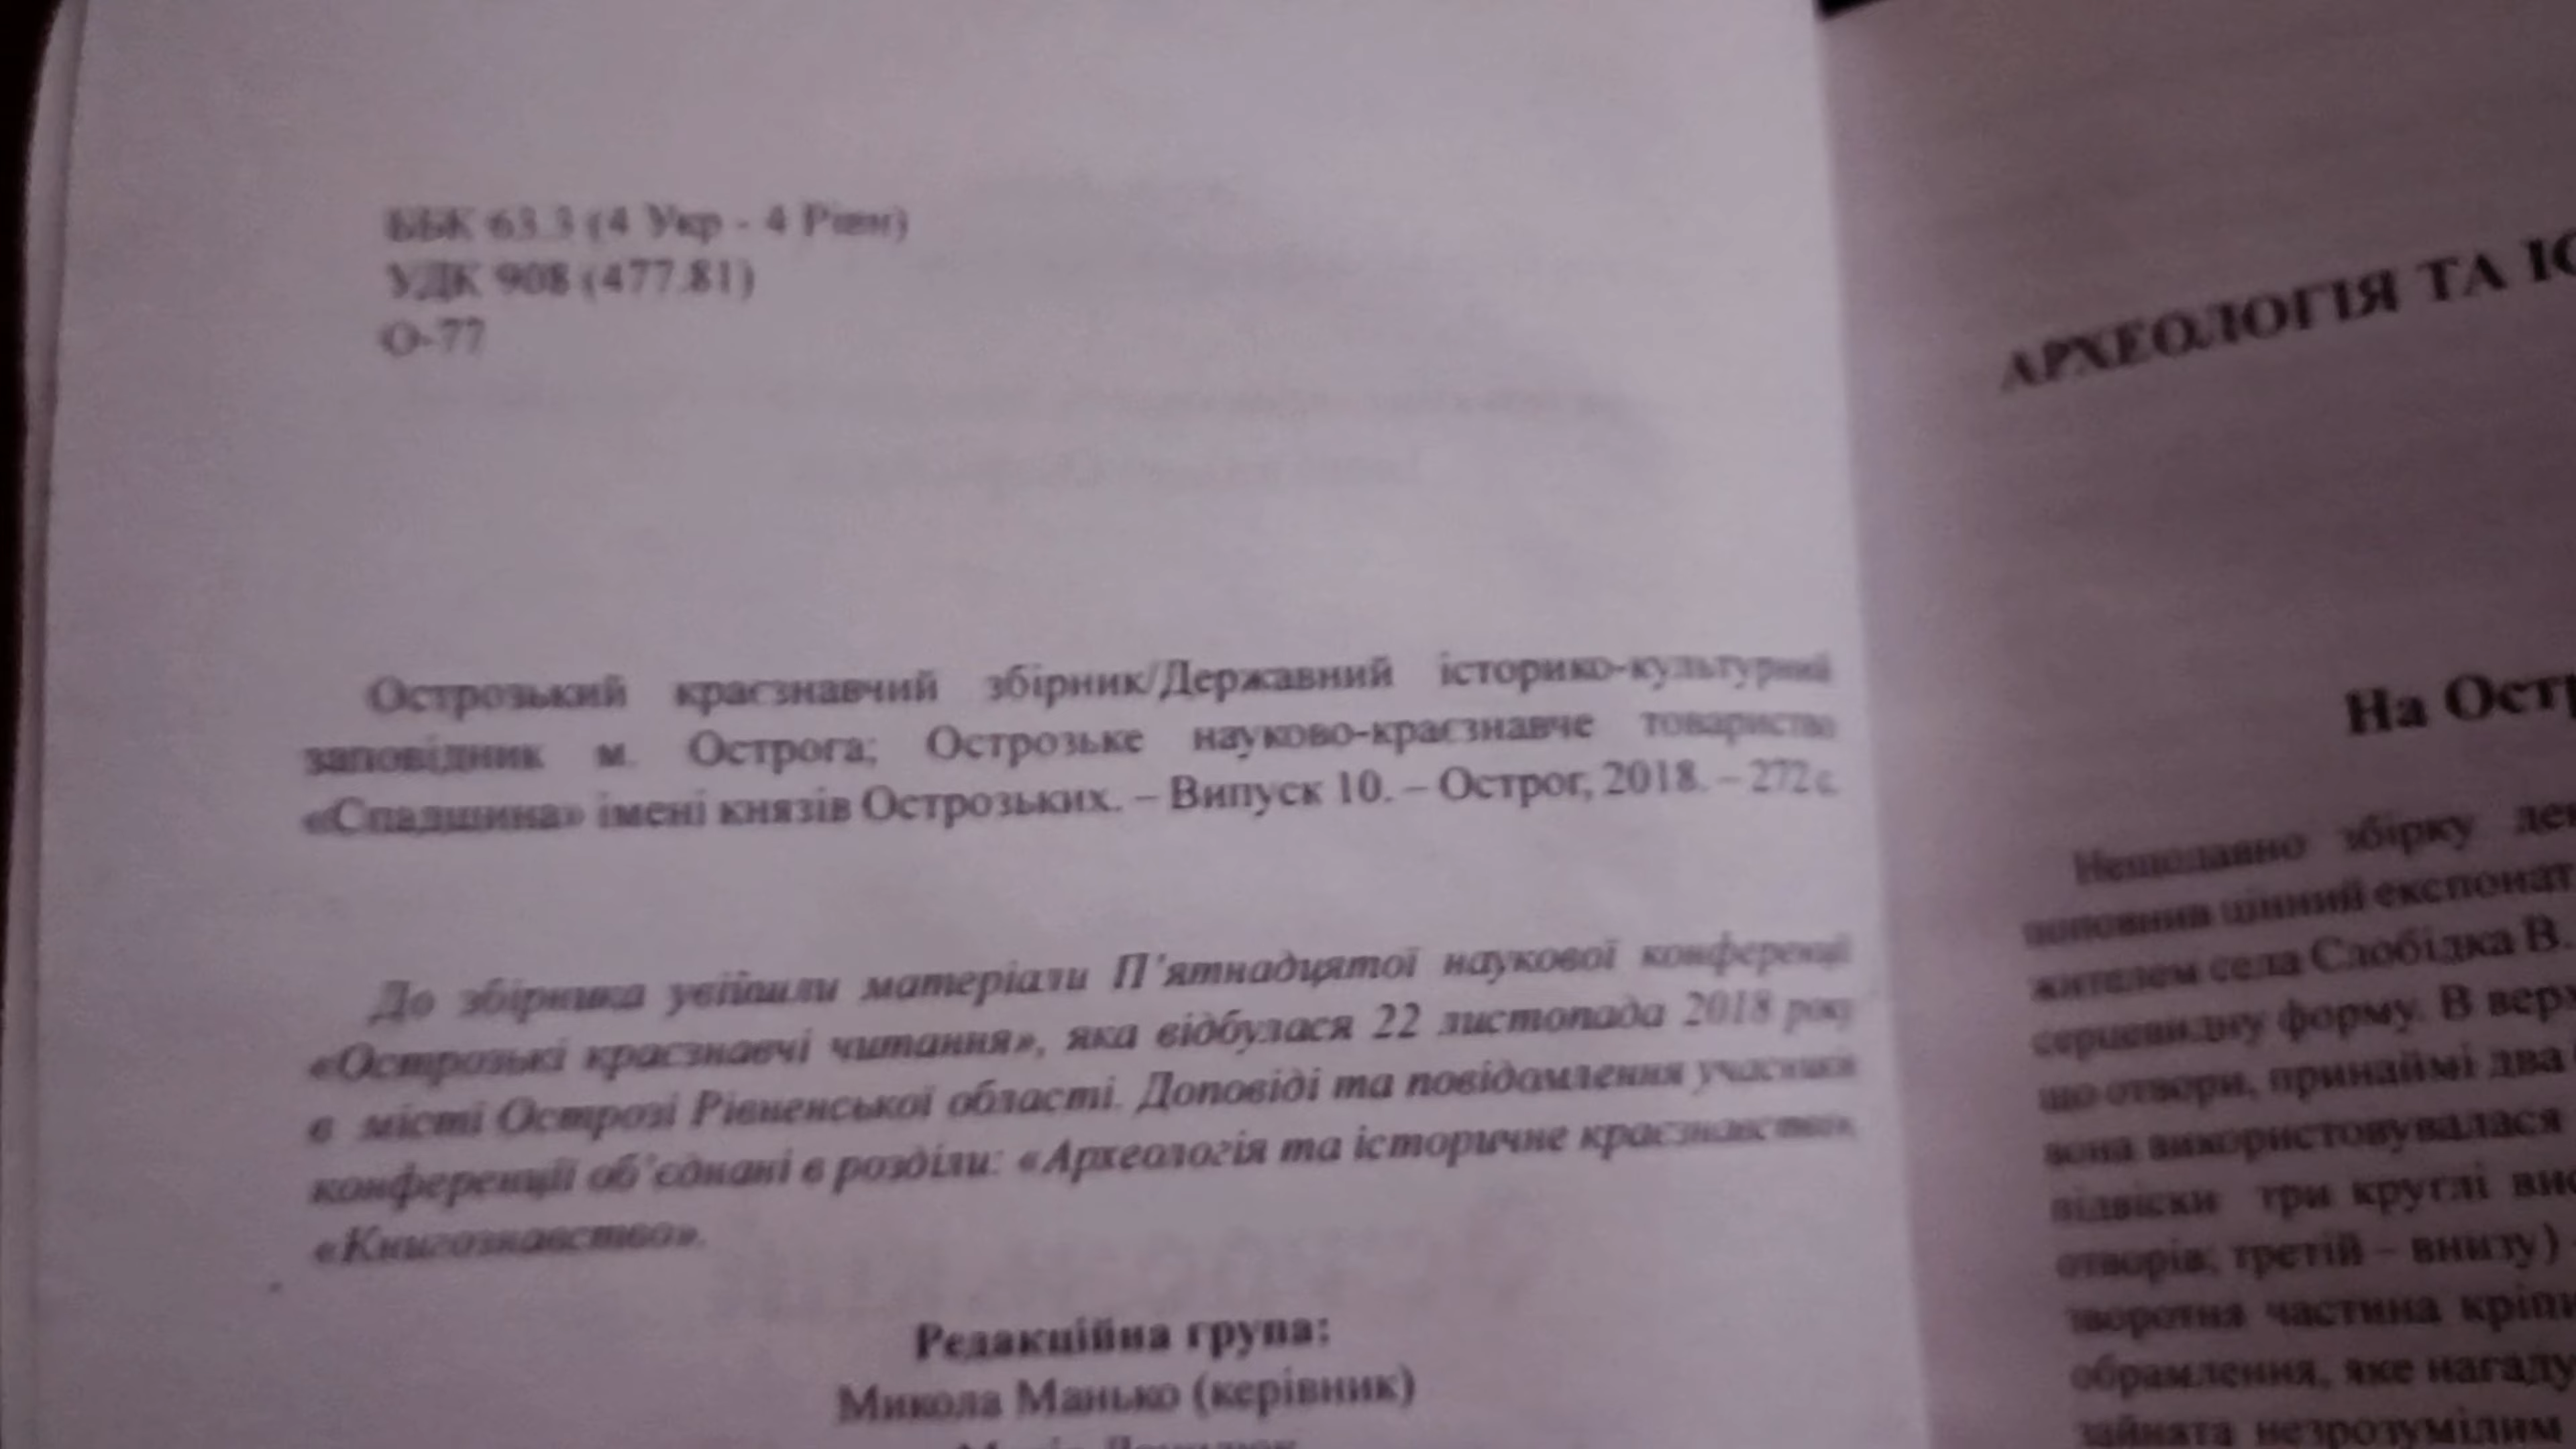 ББК 63.3 (4 Укр - 4 Рівн)
УДК 908 (477.81)
О-77
Острозький краєзнавчий збірник/Державний історико-культурний
заповідник м. Острога; Острозьке науково-краєзнавче товариство
«Спадщина» імені князів Острозьких. – Випуск 10. – Острог, 2018. – 272 с.
До збірника увійшли матеріали П’ятнадцятої наукової конференції
«Острозькі краєзнавчі читання», яка відбулася 22 листопада 2018 року
в місті Острозі Рівненської області. Доповіді та повідомлення учасників
конференції об’єднані в розділи: «Археологія та історичне краєзнавство»,
«Книгознавство».
Редакційна група:
Микола Манько (керівник)
АРХЕОЛОГІЯ ТА ІС
На Остр
Нещодавно збірку
поповнив цінний експонат
жителем села Слобідка В.
серцевидну форму. В верх
що отвори, принаймі два
вона використовувалася
підвіски три круглі
отворів; третій – внизу)
зворотня частина
обрамлення, яке нагаду
зайнята незрозумілим